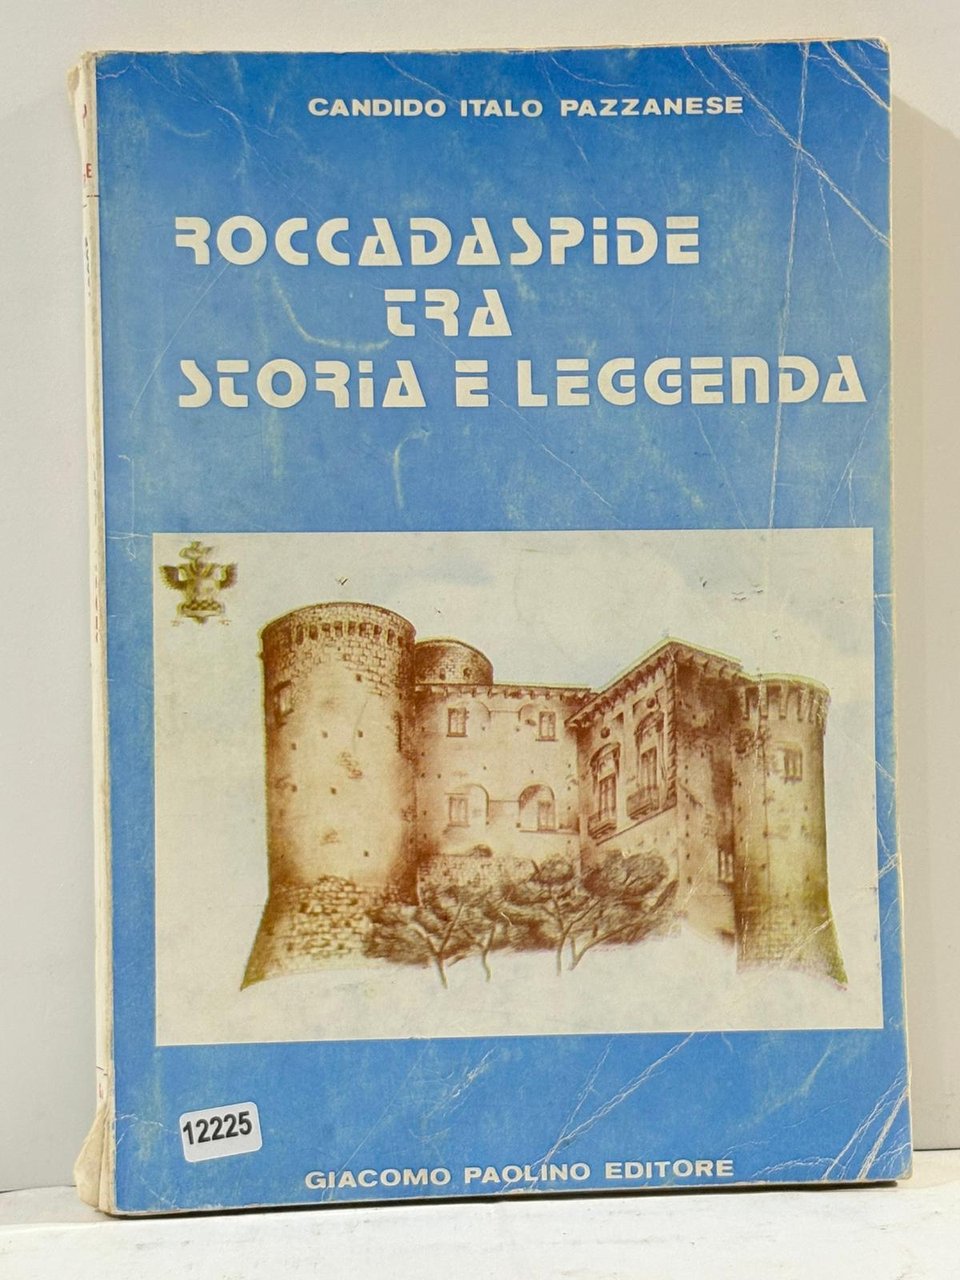 CANDIDO ITALO PAZZANESE
ROCCADASPIDE
TRA
STORIA E LEGGENDA
12225
GIACOMO PAOLINO EDITORE